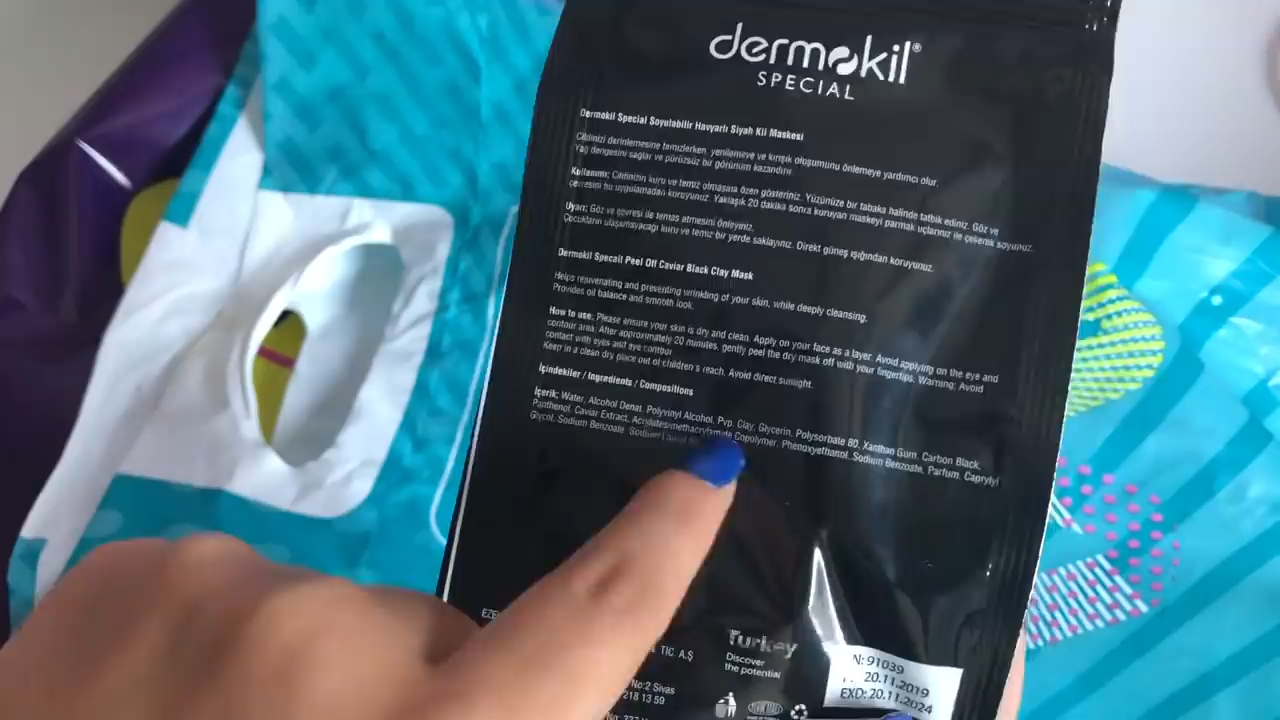 dermokil®
SPECIAL
Dermokil Special Soyulabilir Havyarlı Siyah Kil Maskesi
Cildinizi derinlemesine temizlerken, yenilemeye ve kırışık oluşumunu önlemeye yardımcı olur.
Yağ dengesini sağlar ve pürüzsüz bir görünüm kazandırır.
Kullanımı: Cildinizin kuru ve temiz olmasına özen gösteriniz. Yüzünüze bir tabaka halinde tatbik ediniz. Göz ve
çevresini bu uygulamadan koruyunuz. Yaklaşık 20 dakika sonra kuruyan maskeyi parmak uçlarınız ile çekerek soyunuz.
Uyarı: Göz ve çevresi ile temas etmesini önleyiniz.
Çocukların ulaşamayacağı kuru ve temiz bir yerde saklayınız. Direkt güneş ışığından koruyunuz.
Dermokil Specail Peel Off Caviar Black Clay Mask
Helps rejuvenating and preventing wrinkling of your skin, while deeply cleansing.
Provides oil balance and smooth look.
How to use: Please ensure your skin is dry and clean. Apply on your face as a layer. Avoid applying on the eye and
contour area. After approximately 20 minutes, gently peel the dry mask off with your fingertips. Warning: Avoid
contact with eyes and eye contour.
Keep in a clean dry place out of children's reach. Avoid direct sunlight.
İçindekiler / Ingredients / Compositions
İçerik: Water, Alcohol Denat, Polyvinyl Alcohol, Pvp, Clay, Glycerin, Polysorbate 80, Xanthan Gum, Carbon Black,
Panthenol, Caviar Extract, Acrylates/methacrylamide Copolymer, Phenoxyethanol, Sodium Benzoate, Parfum, Caprylyl
Glycol, Sodium Benzoate, Sodium
TIC. A.Ş
No:2 Sivas
218 13 59
Turkey
Discover
the potential
N: 91039
20.11.2019
EXD: 20.11.2024